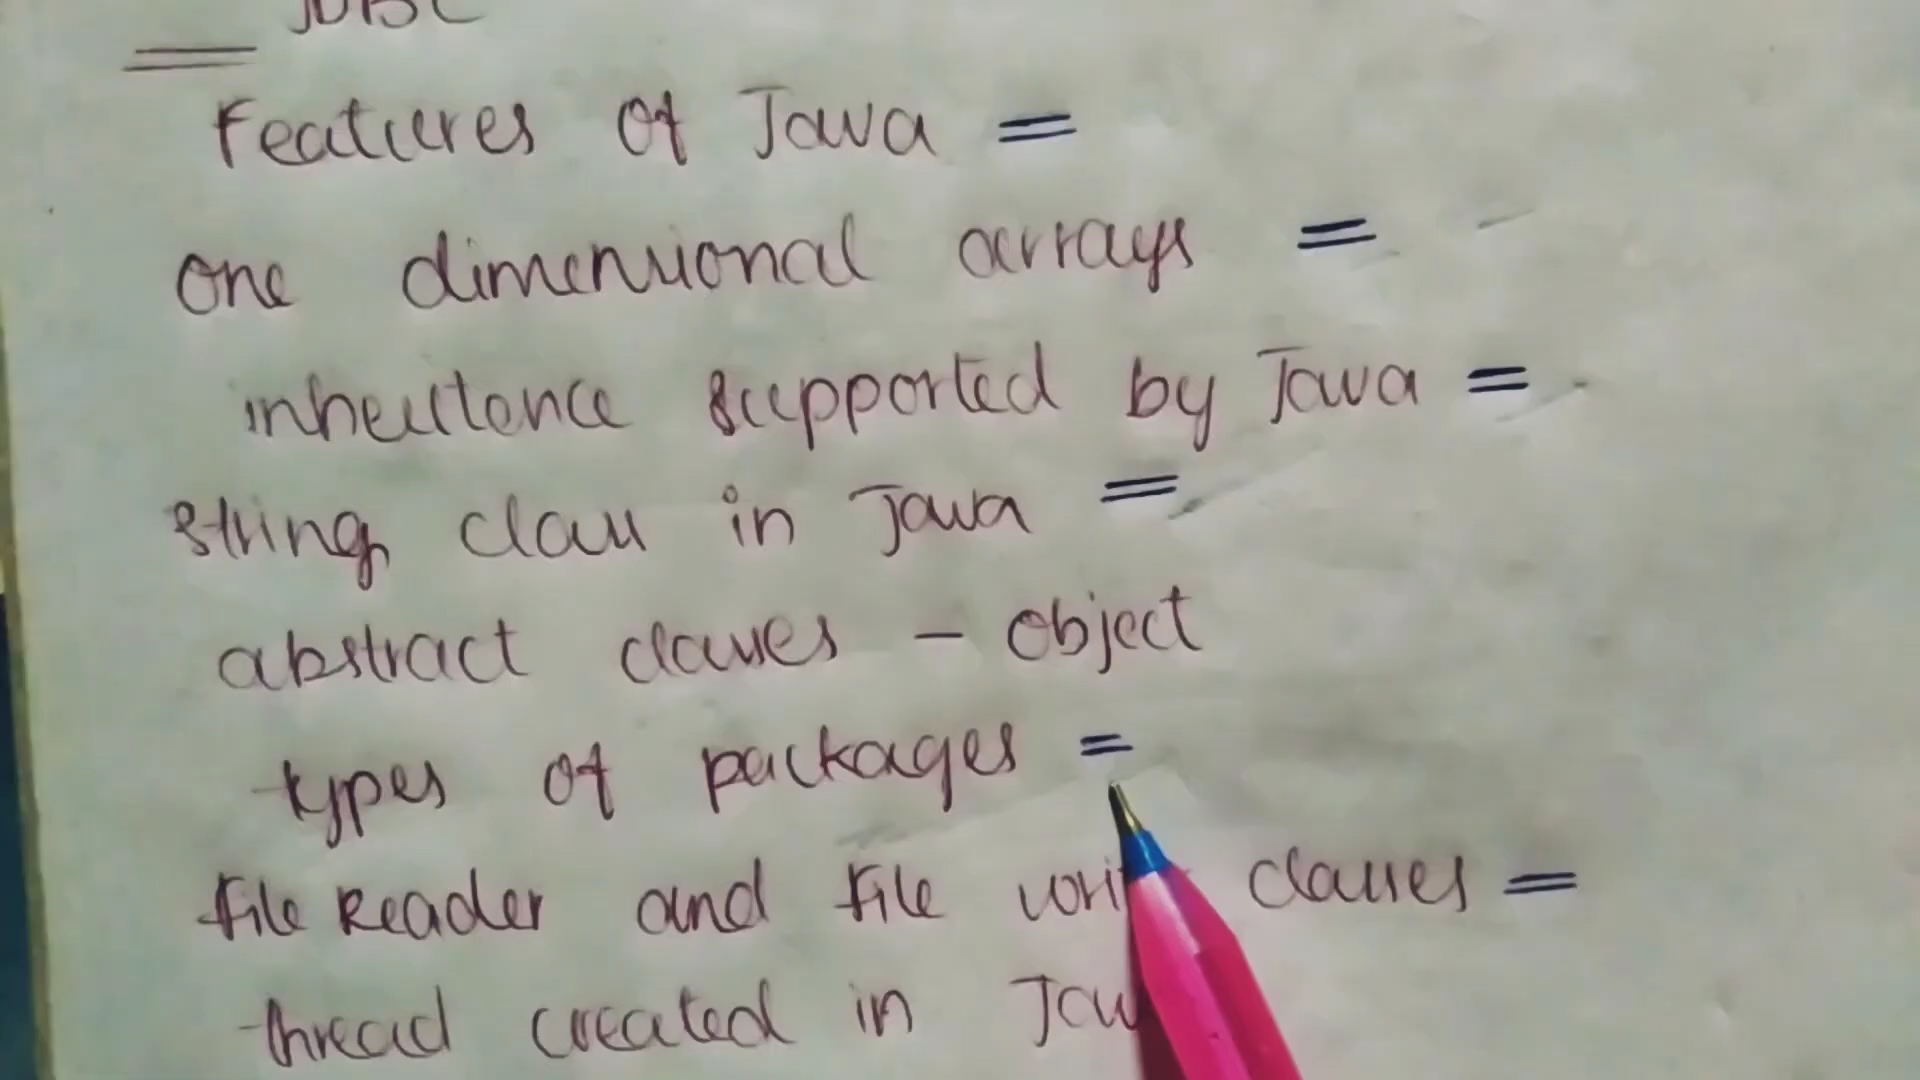 JDBC
Features of Java =
one dimensional arrays =
inheritance supported by Java =
string class in Java =
abstract classes - object
types of packages =
file Reader and file classes =
thread created in